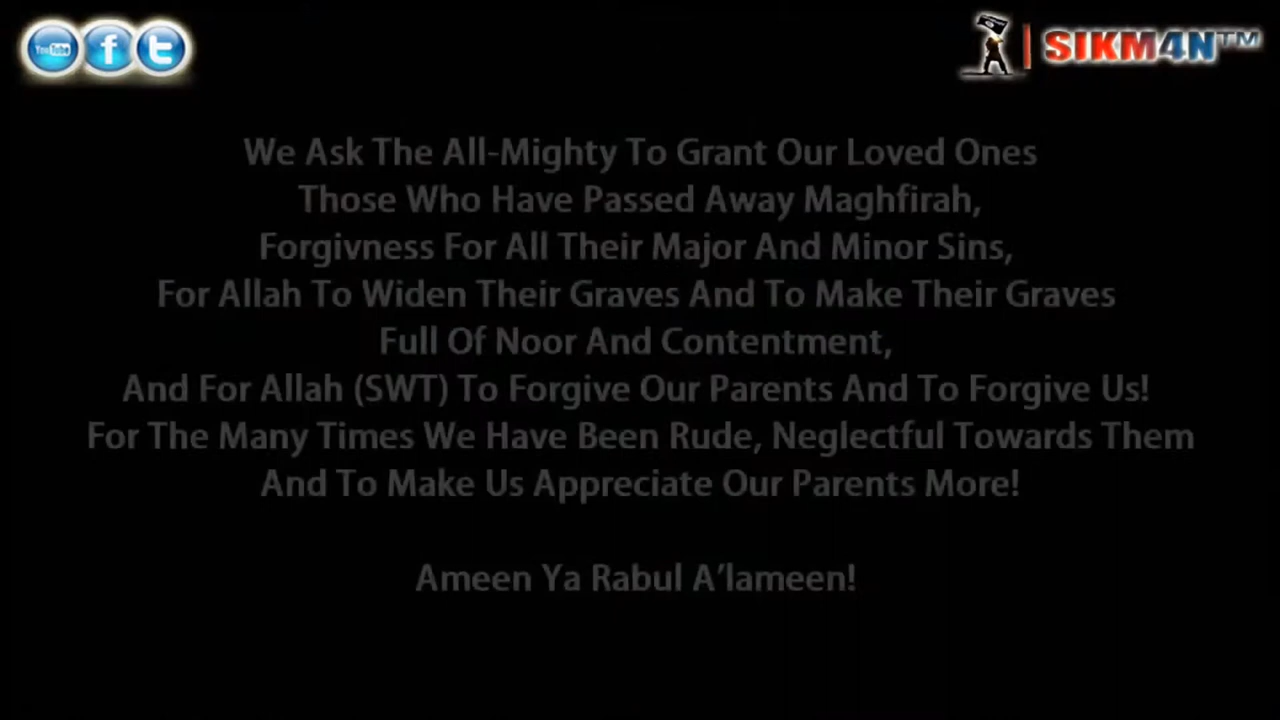 You Tube f t
SIKM4N™
We Ask The All-Mighty To Grant Our Loved Ones
Those Who Have Passed Away Maghfirah,
Forgivness For All Their Major And Minor Sins,
For Allah To Widen Their Graves And To Make Their Graves
Full Of Noor And Contentment,
And For Allah (SWT) To Forgive Our Parents And To Forgive Us!
For The Many Times We Have Been Rude, Neglectful Towards Them
And To Make Us Appreciate Our Parents More!
Ameen Ya Rabul A’lameen!